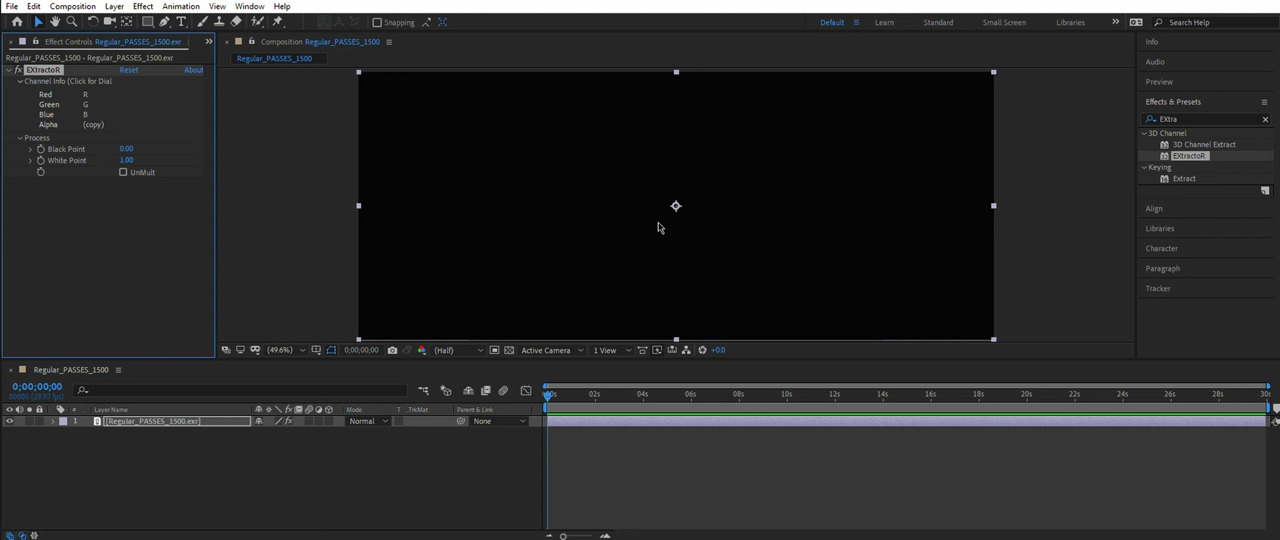 File Edit Composition Layer Effect Animation View Window Help
Snapping Default Learn Standard Small Screen Libraries Search Help
Effect Controls Regular_PASSES_1500.exr
Composition Regular_PASSES_1500
Info
Regular_PASSES_1500 - Regular_PASSES_1500.exr
Regular_PASSES_1500
Audio
fx EXtractoR Reset About
Channel Info (Click for Dial
Red R
Green G
Blue B
Alpha (copy)
Process
Black Point 0.00
White Point 1.00
UnMult
Preview
Effects & Presets
EXtra
3D Channel
3D Channel Extract
EXtractoR
Keying
Extract
Align
Libraries
Character
Paragraph
Tracker
(49.6%) 0;00;00;00 (Half) Active Camera 1 View +0.0
Regular_PASSES_1500
0;00;00;00
00000 (29.97 fps)
02s 04s 06s 08s 10s 12s 14s 16s 18s 20s 22s 24s 26s 28s 30s
# Layer Name Mode T .TrkMat Parent & Link
1 [Regular_PASSES_1500.exr] Normal None